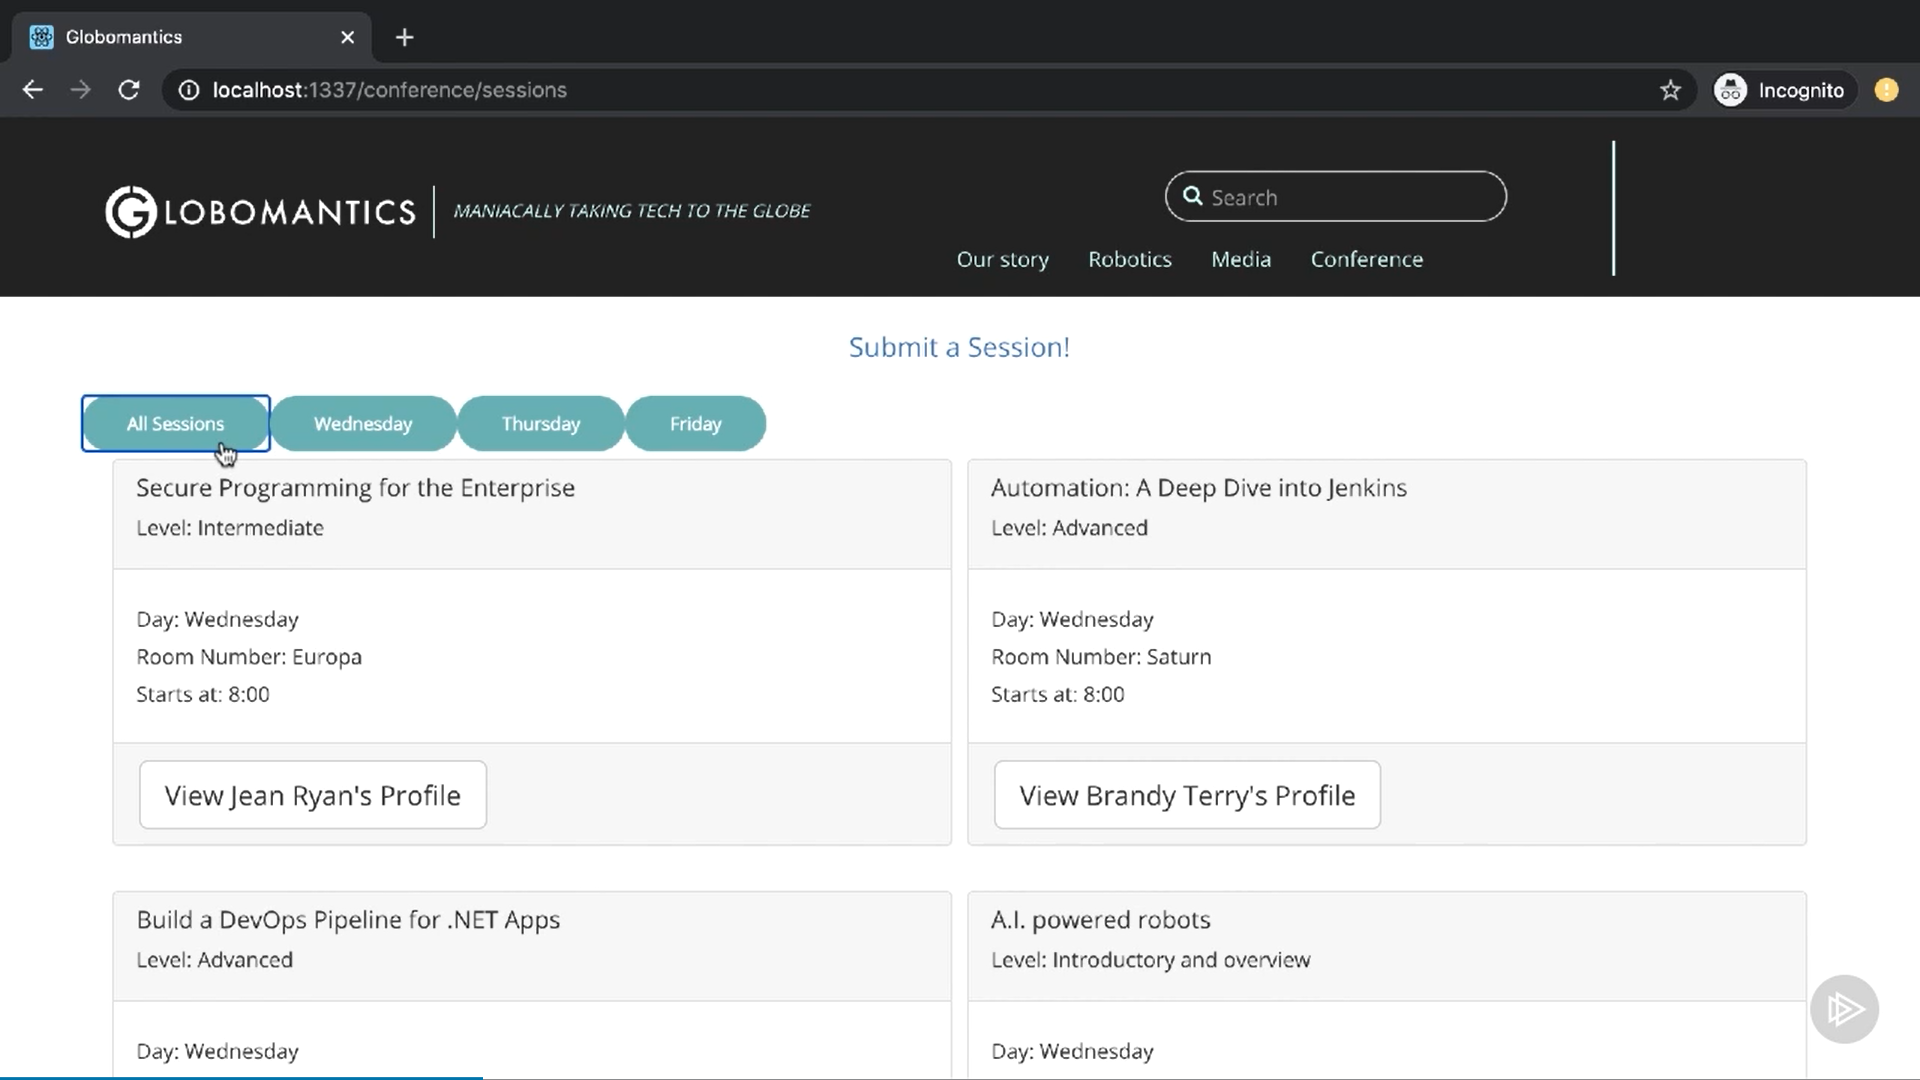 Globomantics
localhost:1337/conference/sessions
Incognito
GLOBOMANTICS
MANIACALLY TAKING TECH TO THE GLOBE
Search
Our story Robotics Media Conference
Submit a Session!
All Sessions Wednesday Thursday Friday
Secure Programming for the Enterprise
Level: Intermediate
Day: Wednesday
Room Number: Europa
Starts at: 8:00
View Jean Ryan's Profile
Automation: A Deep Dive into Jenkins
Level: Advanced
Day: Wednesday
Room Number: Saturn
Starts at: 8:00
View Brandy Terry's Profile
Build a DevOps Pipeline for .NET Apps
Level: Advanced
Day: Wednesday
A.I. powered robots
Level: Introductory and overview
Day: Wednesday